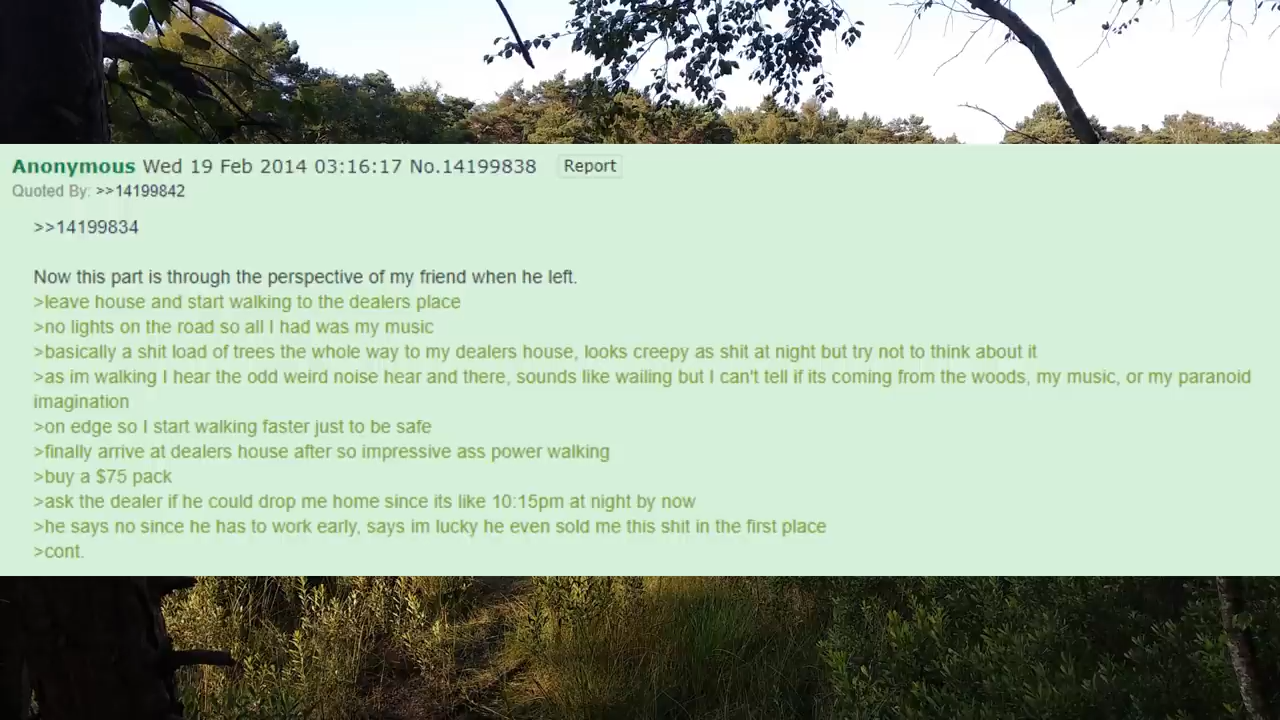 Anonymous Wed 19 Feb 2014 03:16:17 No.14199838 Report
Quoted By: >>14199842
>>14199834
Now this part is through the perspective of my friend when he left.
>leave house and start walking to the dealers place
>no lights on the road so all I had was my music
>basically a shit load of trees the whole way to my dealers house, looks creepy as shit at night but try not to think about it
>as im walking I hear the odd weird noise hear and there, sounds like wailing but I can't tell if its coming from the woods, my music, or my paranoid
imagination
>on edge so I start walking faster just to be safe
>finally arrive at dealers house after so impressive ass power walking
>buy a $75 pack
>ask the dealer if he could drop me home since its like 10:15pm at night by now
>he says no since he has to work early, says im lucky he even sold me this shit in the first place
>cont.